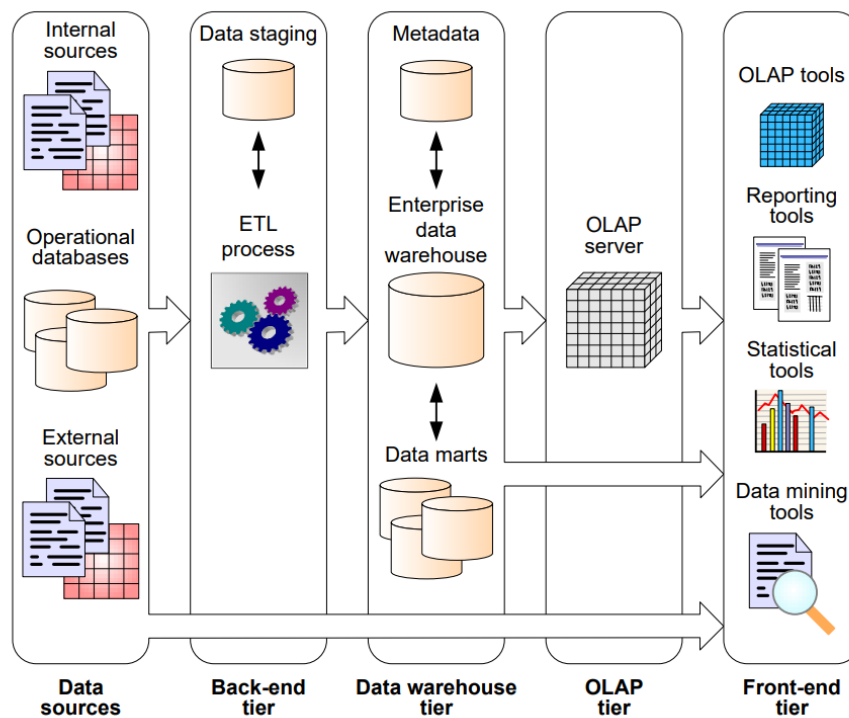 Internal
sources
Operational
databases
External
sources
Data
sources
Data staging
ETL
process
Back-end
tier
Metadata
Enterprise
data
warehouse
Data marts
Data warehouse
tier
OLAP
server
OLAP
tier
OLAP tools
Reporting
tools
Statistical
tools
Data mining
tools
Front-end
tier